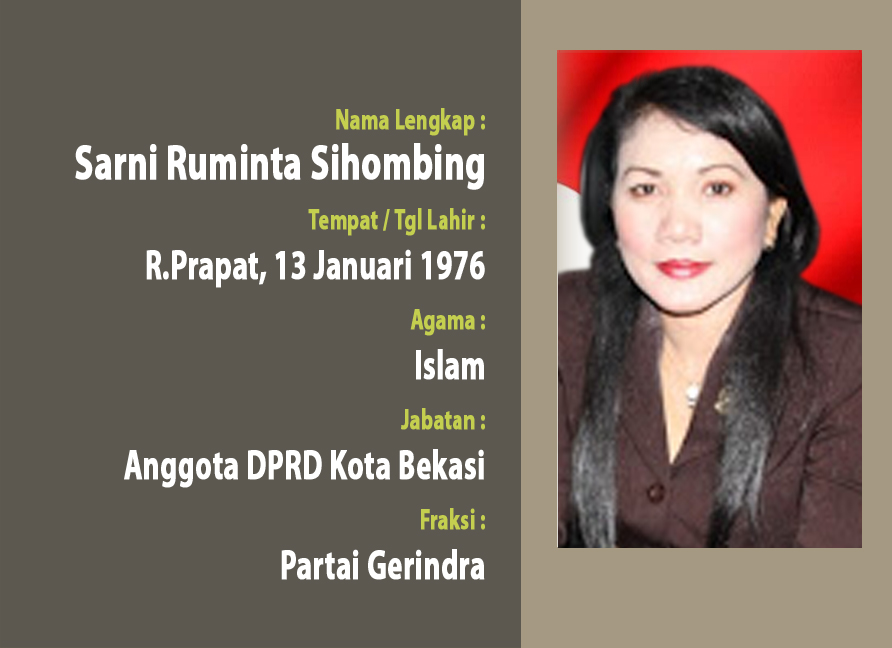 Nama Lengkap :
Sarni Ruminta Sihombing
Tempat / Tgl Lahir :
R.Prapat, 13 Januari 1976
Agama :
Islam
Jabatan :
Anggota DPRD Kota Bekasi
Fraksi :
Partai Gerindra